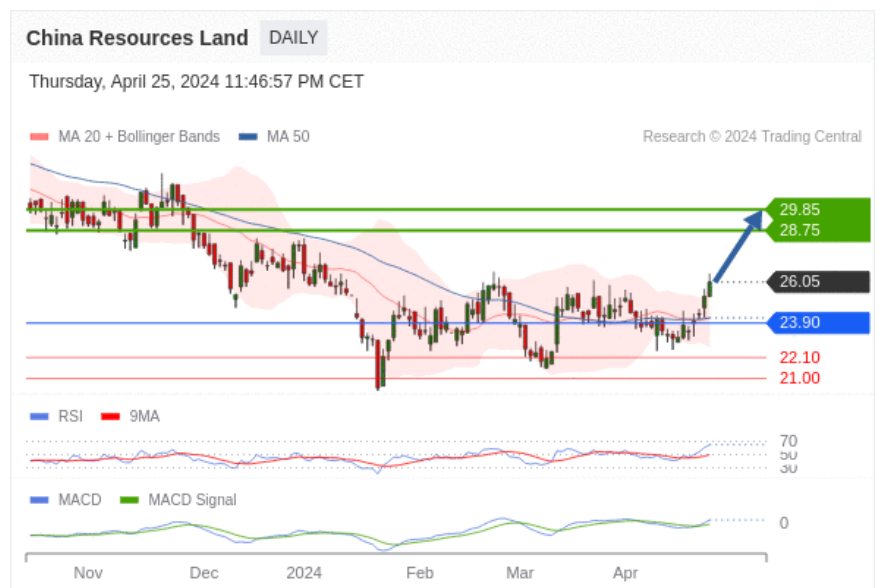 China Resources Land DAILY
Thursday, April 25, 2024 11:46:57 PM CET
MA 20 + Bollinger Bands MA 50 Research © 2024 Trading Central
29.85
28.75
26.05
23.90
22.10
21.00
RSI 9MA
70
50
30
MACD MACD Signal
0
Nov Dec 2024 Feb Mar Apr